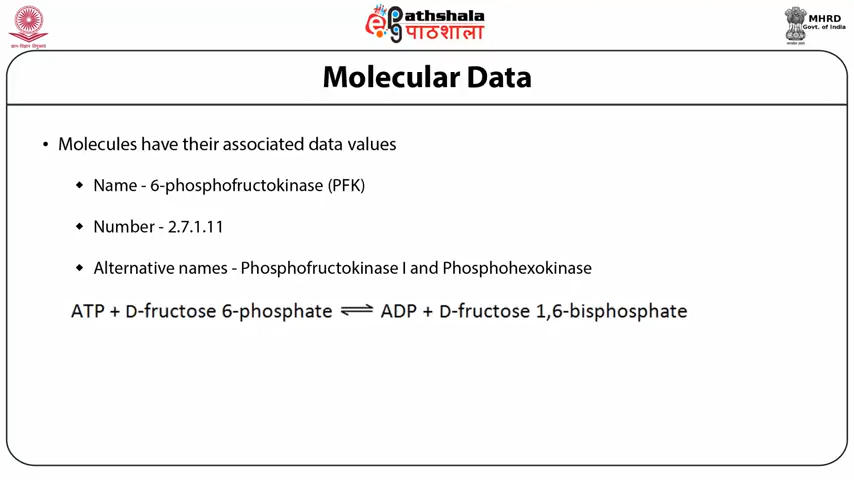 Pathshala
पाठशाला
MHRD
Govt. of India
Molecular Data
• Molecules have their associated data values
◆ Name - 6-phosphofructokinase (PFK)
◆ Number - 2.7.1.11
◆ Alternative names - Phosphofructokinase I and Phosphohexokinase
ATP + D-fructose 6-phosphate ⇌ ADP + D-fructose 1,6-bisphosphate